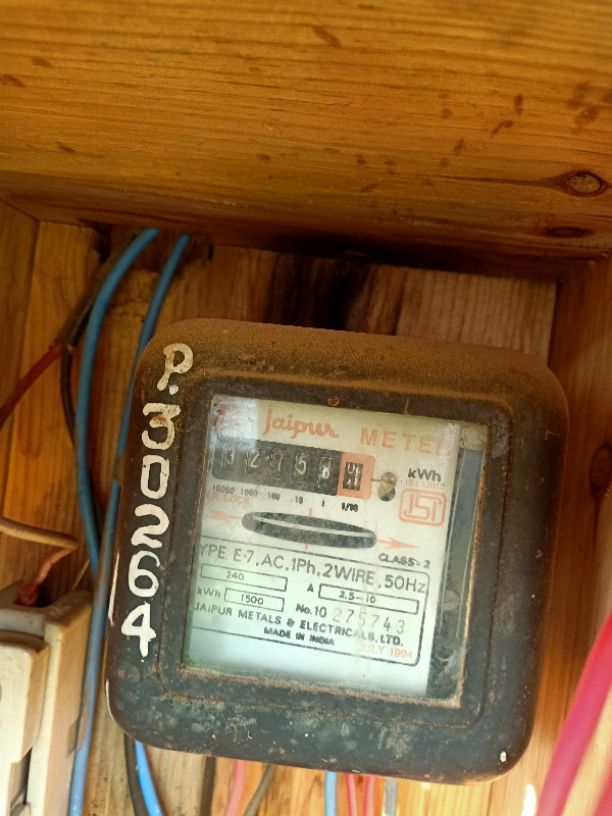 P.30264
Jaipur METER
32758
kWh
10000 1000 100 10 1 1/10
ISI
CLASS-2
TYPE E-7, AC, 1Ph, 2WIRE, 50Hz
240 A 2.5-10
kWh 1500 No.10 275743
JAIPUR METALS & ELECTRICALS, LTD.
MADE IN INDIA
JULY 1994